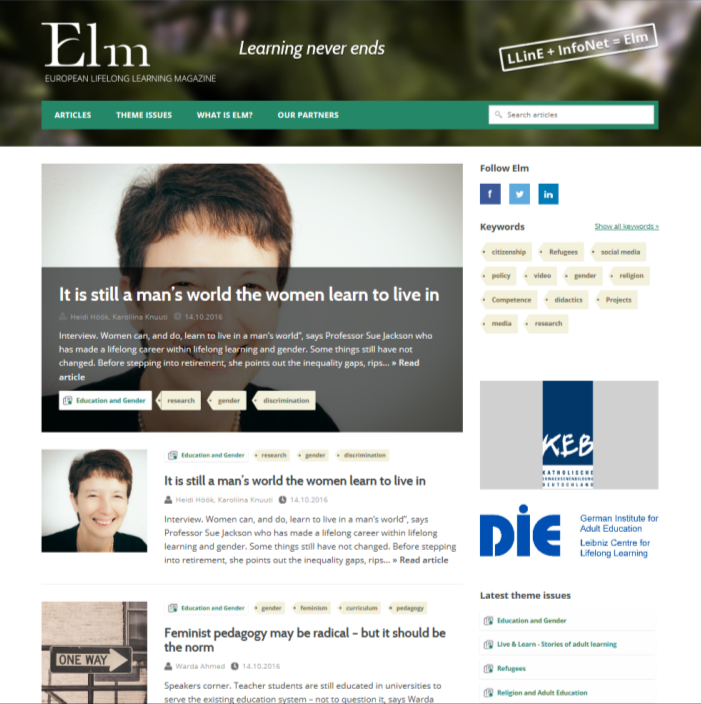 Elm
EUROPEAN LIFELONG LEARNING MAGAZINE
Learning never ends
LLinE + InfoNet = Elm
ARTICLES THEME ISSUES WHAT IS ELM? OUR PARTNERS
Search articles
It is still a man's world the women learn to live in
Heidi Höök, Karoliina Knuuti 14.10.2016
Interview. Women can, and do, learn to live in a man's world”, says Professor Sue Jackson who
has made a lifelong career within lifelong learning and gender. Some things still have not
changed. Before stepping into retirement, she points out the inequality gaps, rips... » Read
article
Education and Gender research gender discrimination
Education and Gender research gender discrimination
It is still a man's world the women learn to live in
Heidi Höök, Karoliina Knuuti 14.10.2016
Interview. Women can, and do, learn to live in a man's world”, says
Professor Sue Jackson who has made a lifelong career within lifelong
learning and gender. Some things still have not changed. Before stepping
into retirement, she points out the inequality gaps, rips... » Read article
ONE WAY
Education and Gender gender feminism curriculum pedagogy
Feminist pedagogy may be radical – but it should be
the norm
Warda Ahmed 14.10.2016
Speakers corner. Teacher students are still educated in universities to
serve the existing education system – not to question it, says Warda
Follow Elm
f in
Keywords Show all keywords »
citizenship Refugees social media
policy video gender religion
Competence didactics Projects
media research
KEB
KATHOLISCHE
ERWACHSENENBILDUNG
DEUTSCHLAND
DIE
German Institute for
Adult Education
Leibniz Centre for
Lifelong Learning
Latest theme issues
Education and Gender
Live & Learn - Stories of adult learning
Refugees
Religion and Adult Education